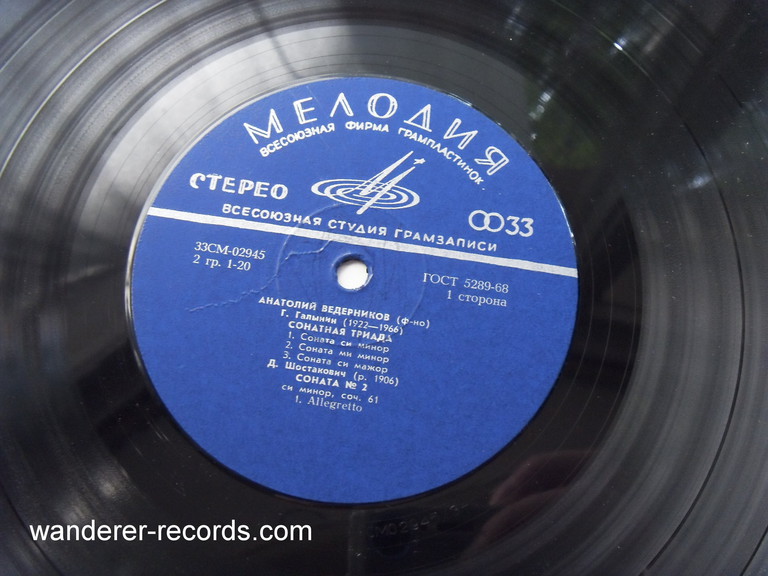 МЕЛОДИЯ
ВСЕСОЮЗНАЯ ФИРМА ГРАМПЛАСТИНОК.
СТЕРЕО
33
ВСЕСОЮЗНАЯ СТУДИЯ ГРАМЗАПИСИ
33СМ-02945
2 гр. 1-20
ГОСТ 5289-68
1 сторона
АНАТОЛИЙ ВЕДЕРНИКОВ (ф-но)
Г. Галынин (1922—1966)
СОНАТНАЯ ТРИАДА
1. Соната си минор
2. Соната ми минор
3. Соната си мажор
Д. Шостакович (р. 1906)
СОНАТА № 2
си минор, соч. 61
1. Allegretto
wanderer-records.com